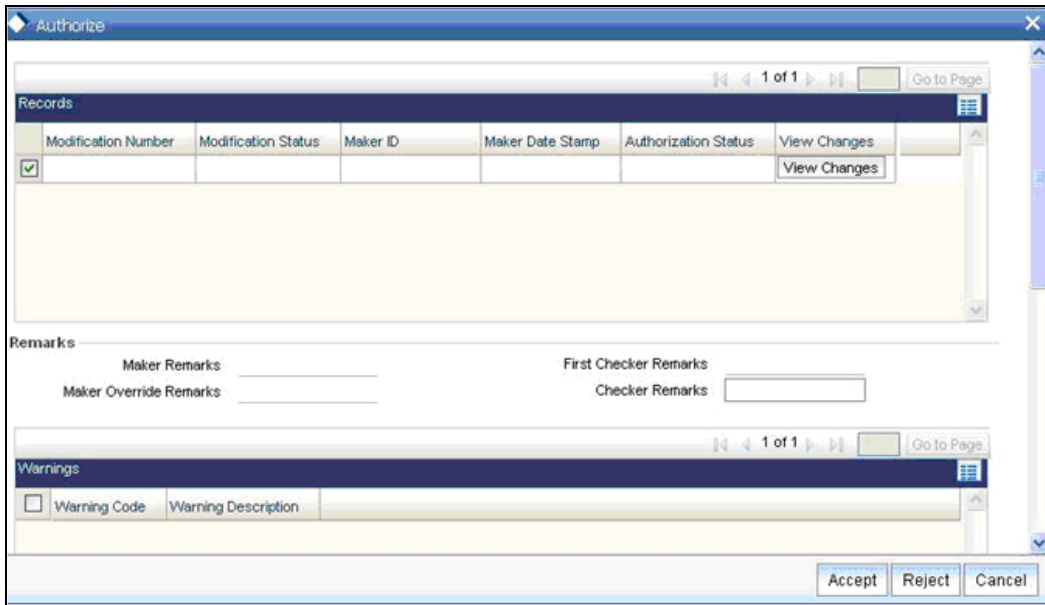 Authorize
1 of 1 Go to Page
Records
Modification Number Modification Status Maker ID Maker Date Stamp Authorization Status View Changes
View Changes
Remarks
Maker Remarks First Checker Remarks
Maker Override Remarks Checker Remarks
1 of 1 Go to Page
Warnings
Warning Code Warning Description
Accept Reject Cancel